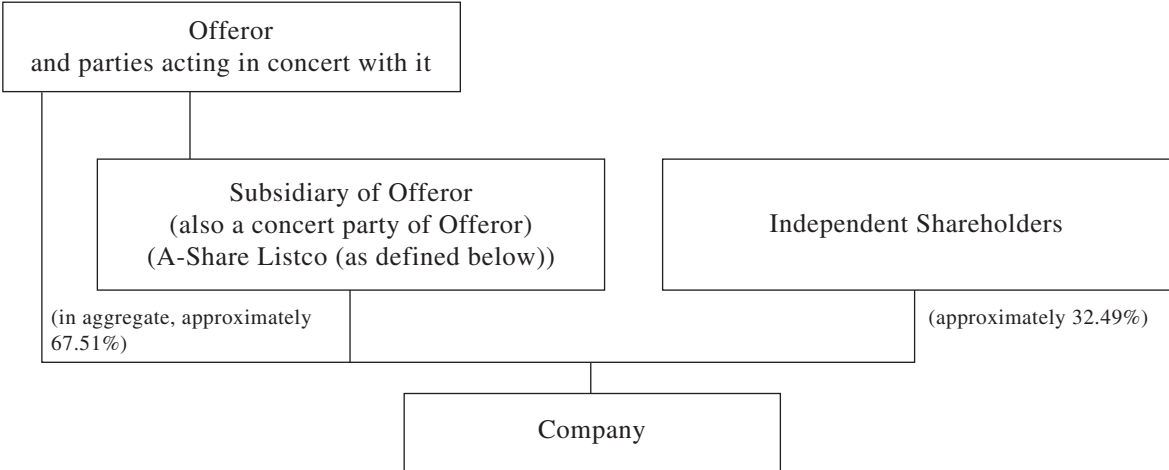 Offeror
and parties acting in concert with it
Subsidiary of Offeror
(also a concert party of Offeror)
(A-Share Listco (as defined below))
Independent Shareholders
(in aggregate, approximately
67.51%)
(approximately 32.49%)
Company